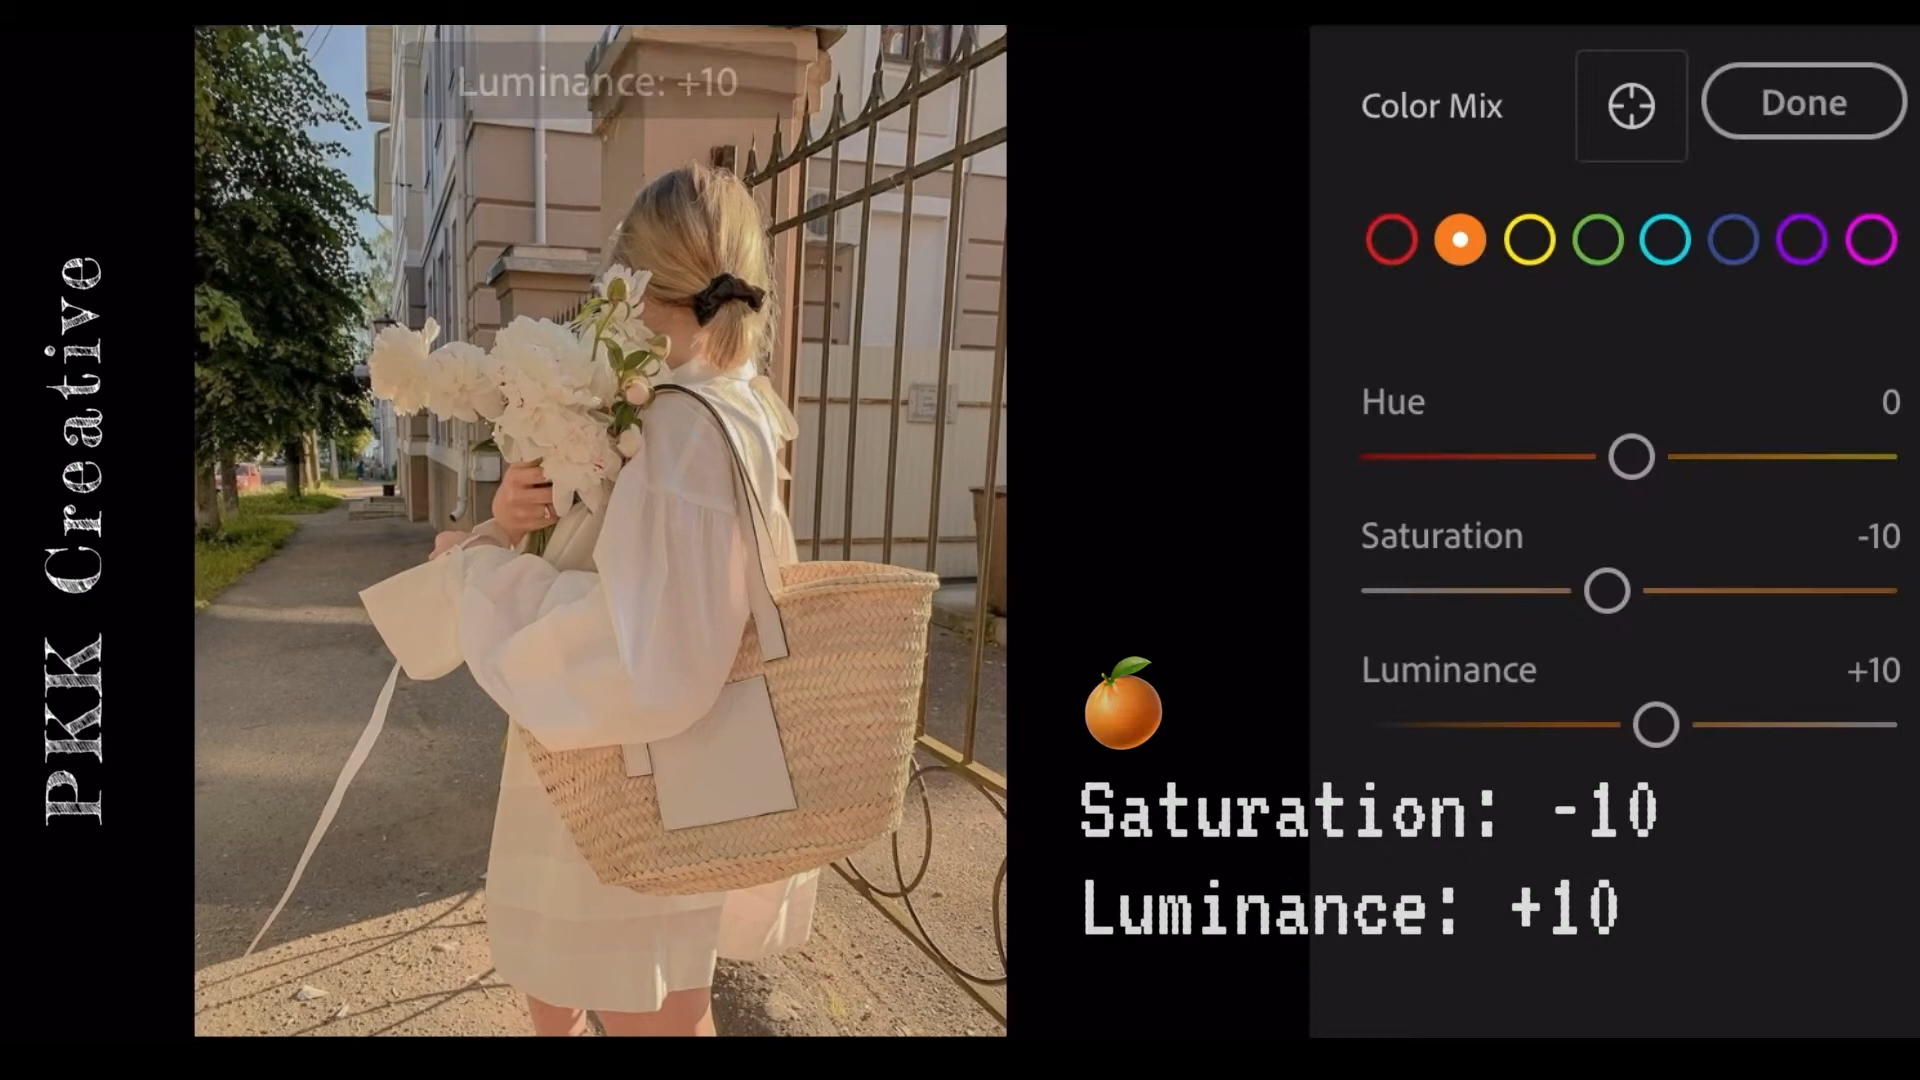 PKK Creative
Luminance: +10
Color Mix
Done
Hue 0
Saturation -10
Luminance +10
Saturation: -10
Luminance: +10